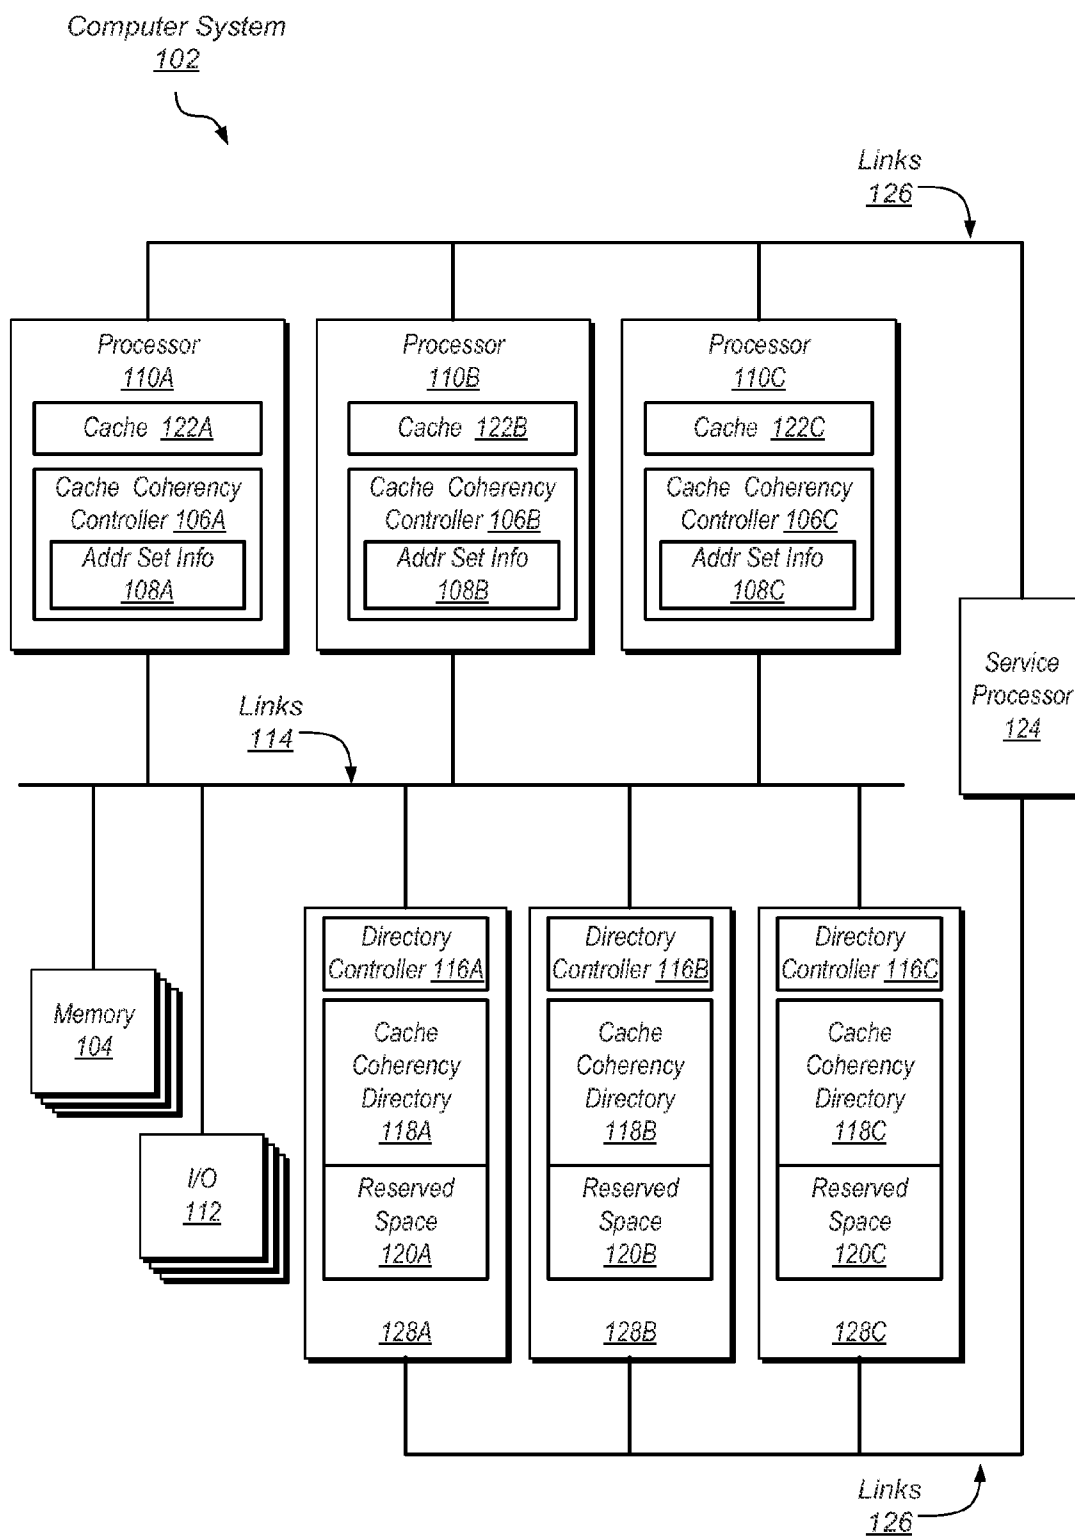 Computer System
102
Links
126
Processor
110A
Cache 122A
Cache Coherency
Controller 106A
Addr Set Info
108A
Processor
110B
Cache 122B
Cache Coherency
Controller 106B
Addr Set Info
108B
Processor
110C
Cache 122C
Cache Coherency
Controller 106C
Addr Set Info
108C
Service
Processor
124
Links
114
Memory
104
I/O
112
Directory
Controller 116A
Cache
Coherency
Directory
118A
Reserved
Space
120A
128A
Directory
Controller 116B
Cache
Coherency
Directory
118B
Reserved
Space
120B
128B
Directory
Controller 116C
Cache
Coherency
Directory
118C
Reserved
Space
120C
128C
Links
126